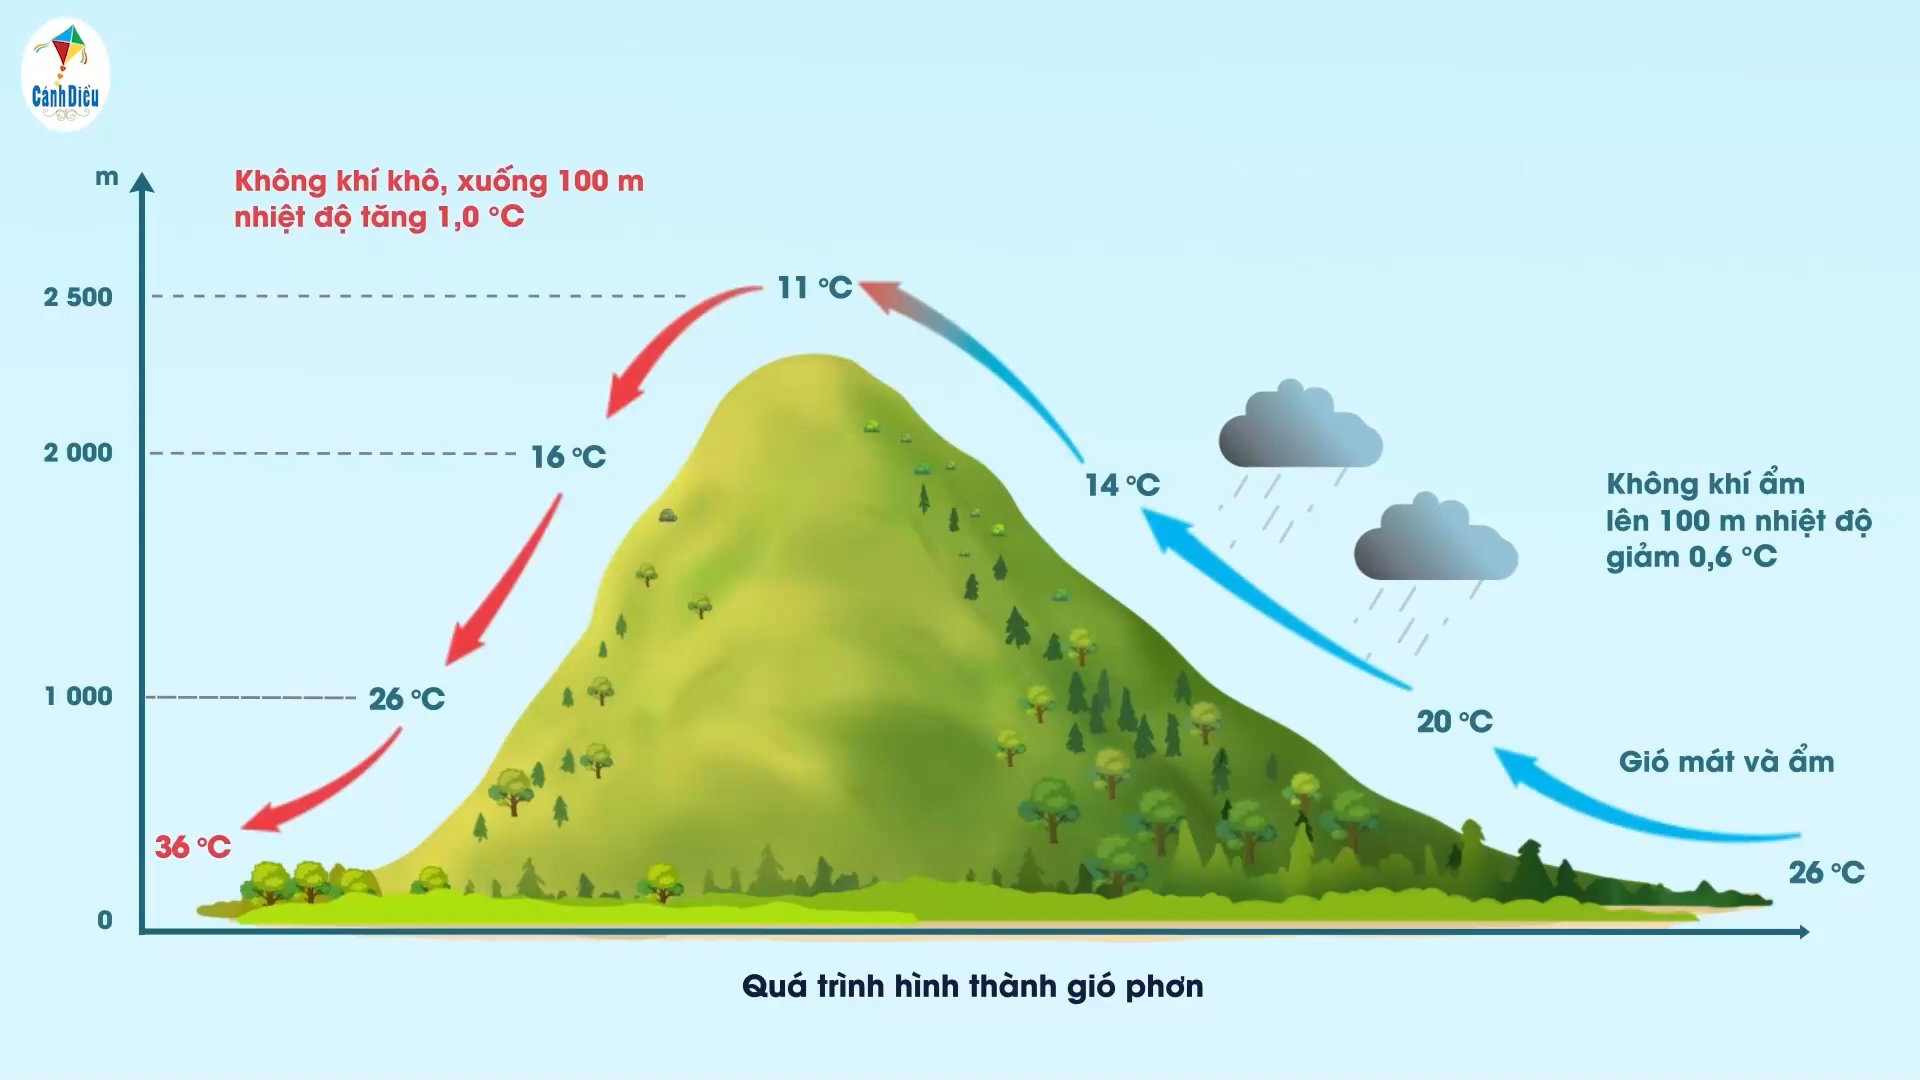 Cánh Diều
m
Không khí khô, xuống 100 m
nhiệt độ tăng 1,0 °C
2 500
11 °C
2 000
16 °C
14 °C
Không khí ẩm
lên 100 m nhiệt độ
giảm 0,6 °C
1 000
26 °C
20 °C
Gió mát và ẩm
36 °C
26 °C
0
Quá trình hình thành gió phơn